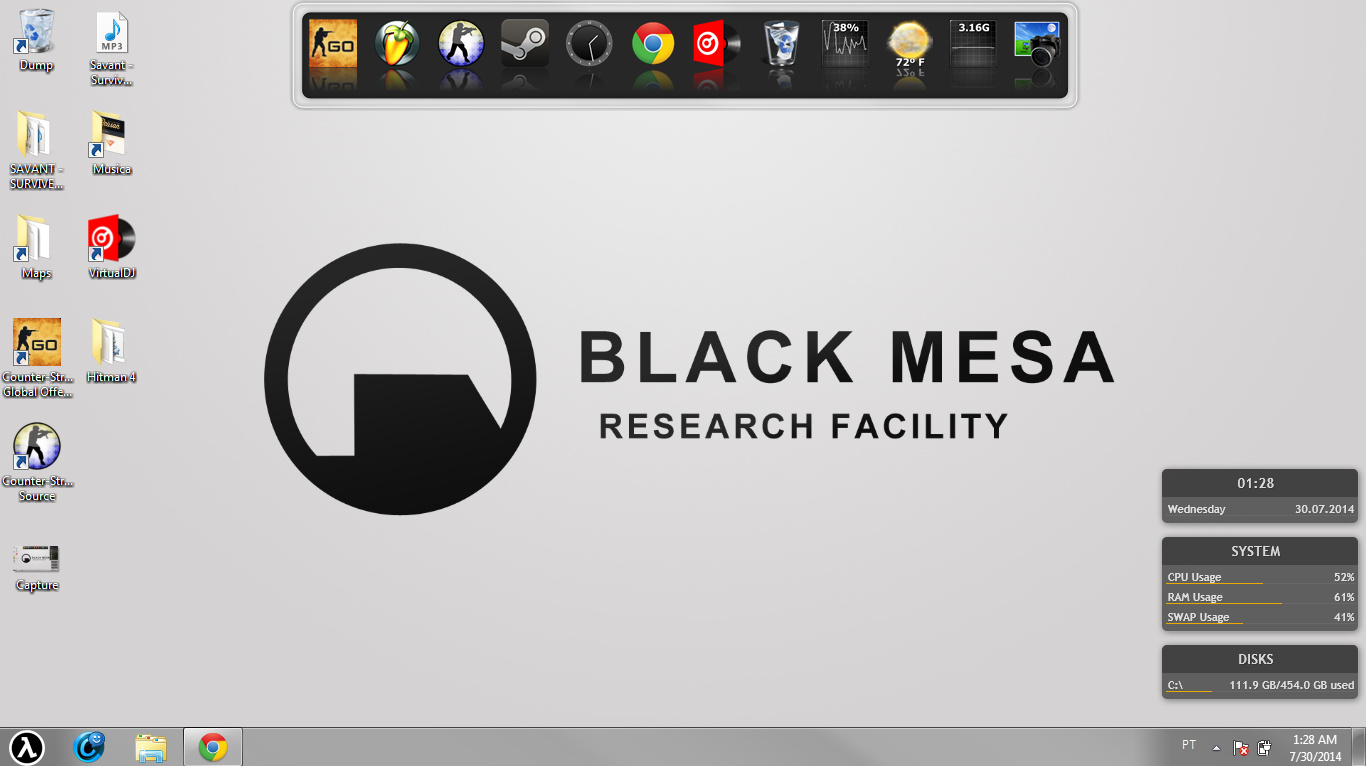 GO
38%
72° F
3.16G
Dump
MP3
Savant -
Surviv...
SAVANT -
SURVIVE...
Musica
Maps
VirtualDJ
GO
Counter-Str...
Global Offe...
Hitman 4
Counter-Str...
Source
Capture
BLACK MESA
RESEARCH FACILITY
01:28
Wednesday 30.07.2014
SYSTEM
CPU Usage 52%
RAM Usage 61%
SWAP Usage 41%
DISKS
C:\ 111.9 GB/454.0 GB used
PT
1:28 AM
7/30/2014